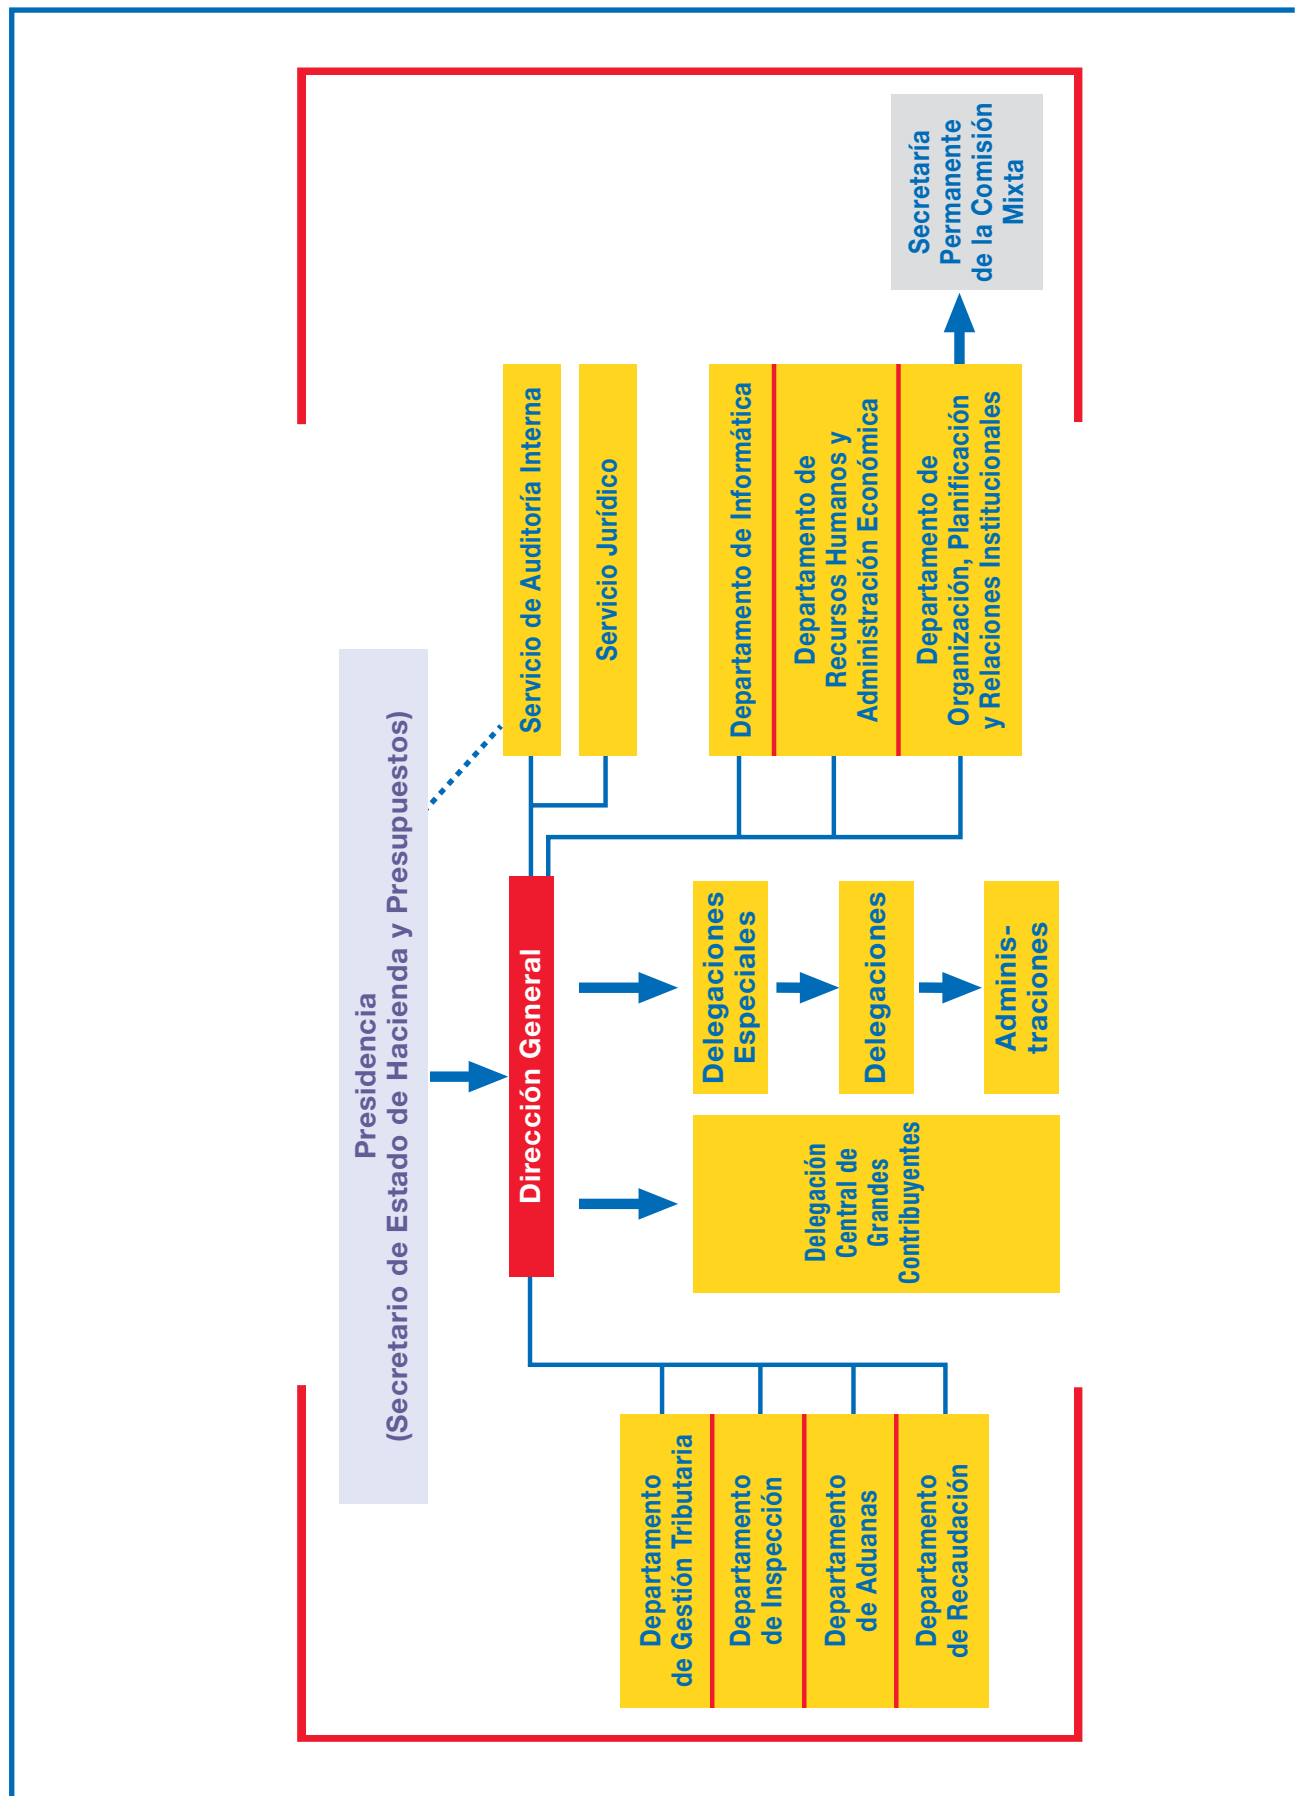 Presidencia
(Secretario de Estado de Hacienda y Presupuestos)
Dirección General
Servicio de Auditoría Interna
Servicio Jurídico
Departamento
de Gestión Tributaria
Departamento
de Inspección
Departamento
de Aduanas
Departamento
de Recaudación
Delegación
Central de
Grandes
Contribuyentes
Delegaciones
Especiales
Delegaciones
Adminis-
traciones
Departamento de Informática
Departamento de
Recursos Humanos y
Administración Económica
Departamento de
Organización, Planificación
y Relaciones Institucionales
Secretaría
Permanente
de la Comisión
Mixta